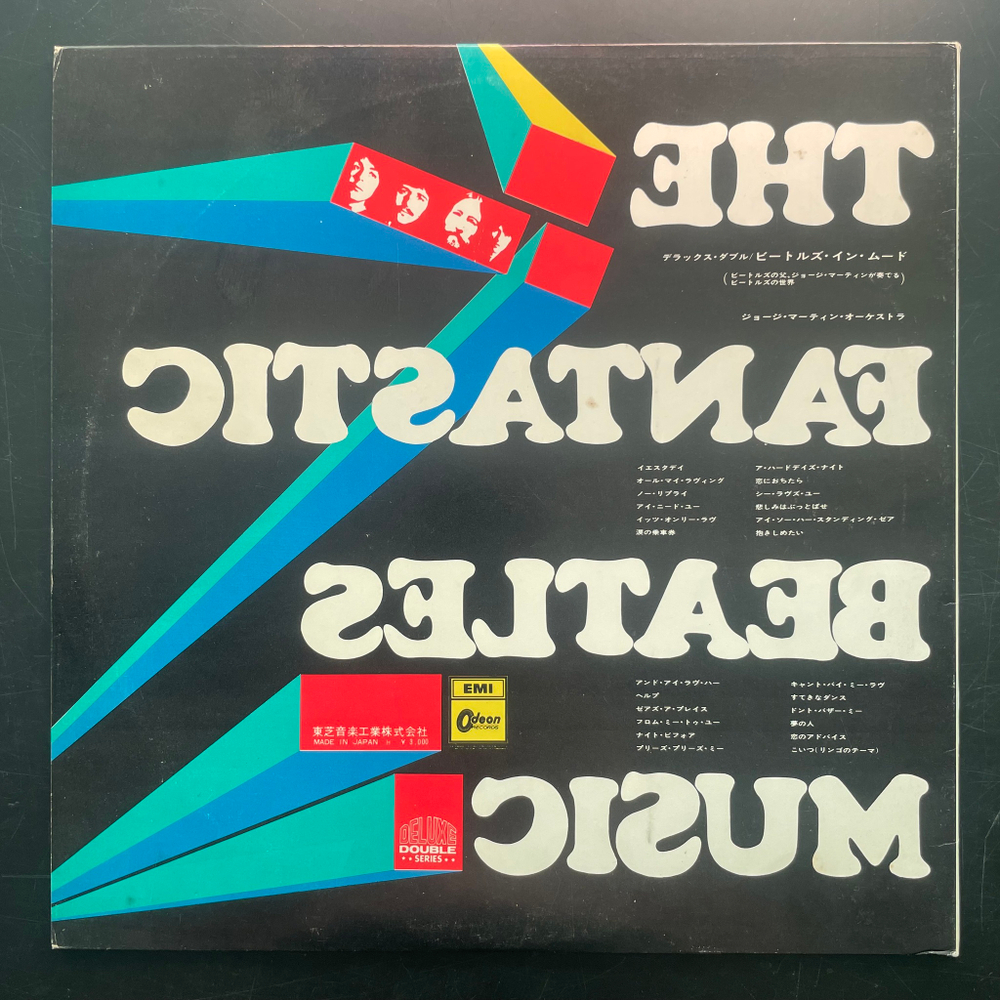 THE
デラックス・ダブル/ビートルズ・イン・ムード
(ビートルズの父、ジョージ・マーティンが奏でる
ビートルズの世界)
ジョージ・マーティン・オーケストラ
FANTASTIC
イエスタデイ
オール・マイ・ラヴィング
ノー・リプライ
アイ・ニード・ユー
イッツ・オンリー・ラヴ
涙の乗車券
ア・ハードデイズ・ナイト
恋におちたら
シー・ラヴズ・ユー
悲しみはぶっとばせ
アイ・ソー・ハー・スタンディング・ゼア
抱きしめたい
BEATLES
アンド・アイ・ラヴ・ハー
ヘルプ
ゼアズ・ア・プレイス
フロム・ミー・トゥ・ユー
ナイト・ビフォア
プリーズ・プリーズ・ミー
キャント・バイ・ミー・ラヴ
すてきなダンス
ドント・バザー・ミー
夢の人
恋のアドバイス
こいつ(リンゴのテーマ)
EMI
Odeon
RECORDS
東芝音楽工業株式会社
MADE IN JAPAN Ⓗ ¥3,000
MUSIC
DELUXE
DOUBLE
・・SERIES・・